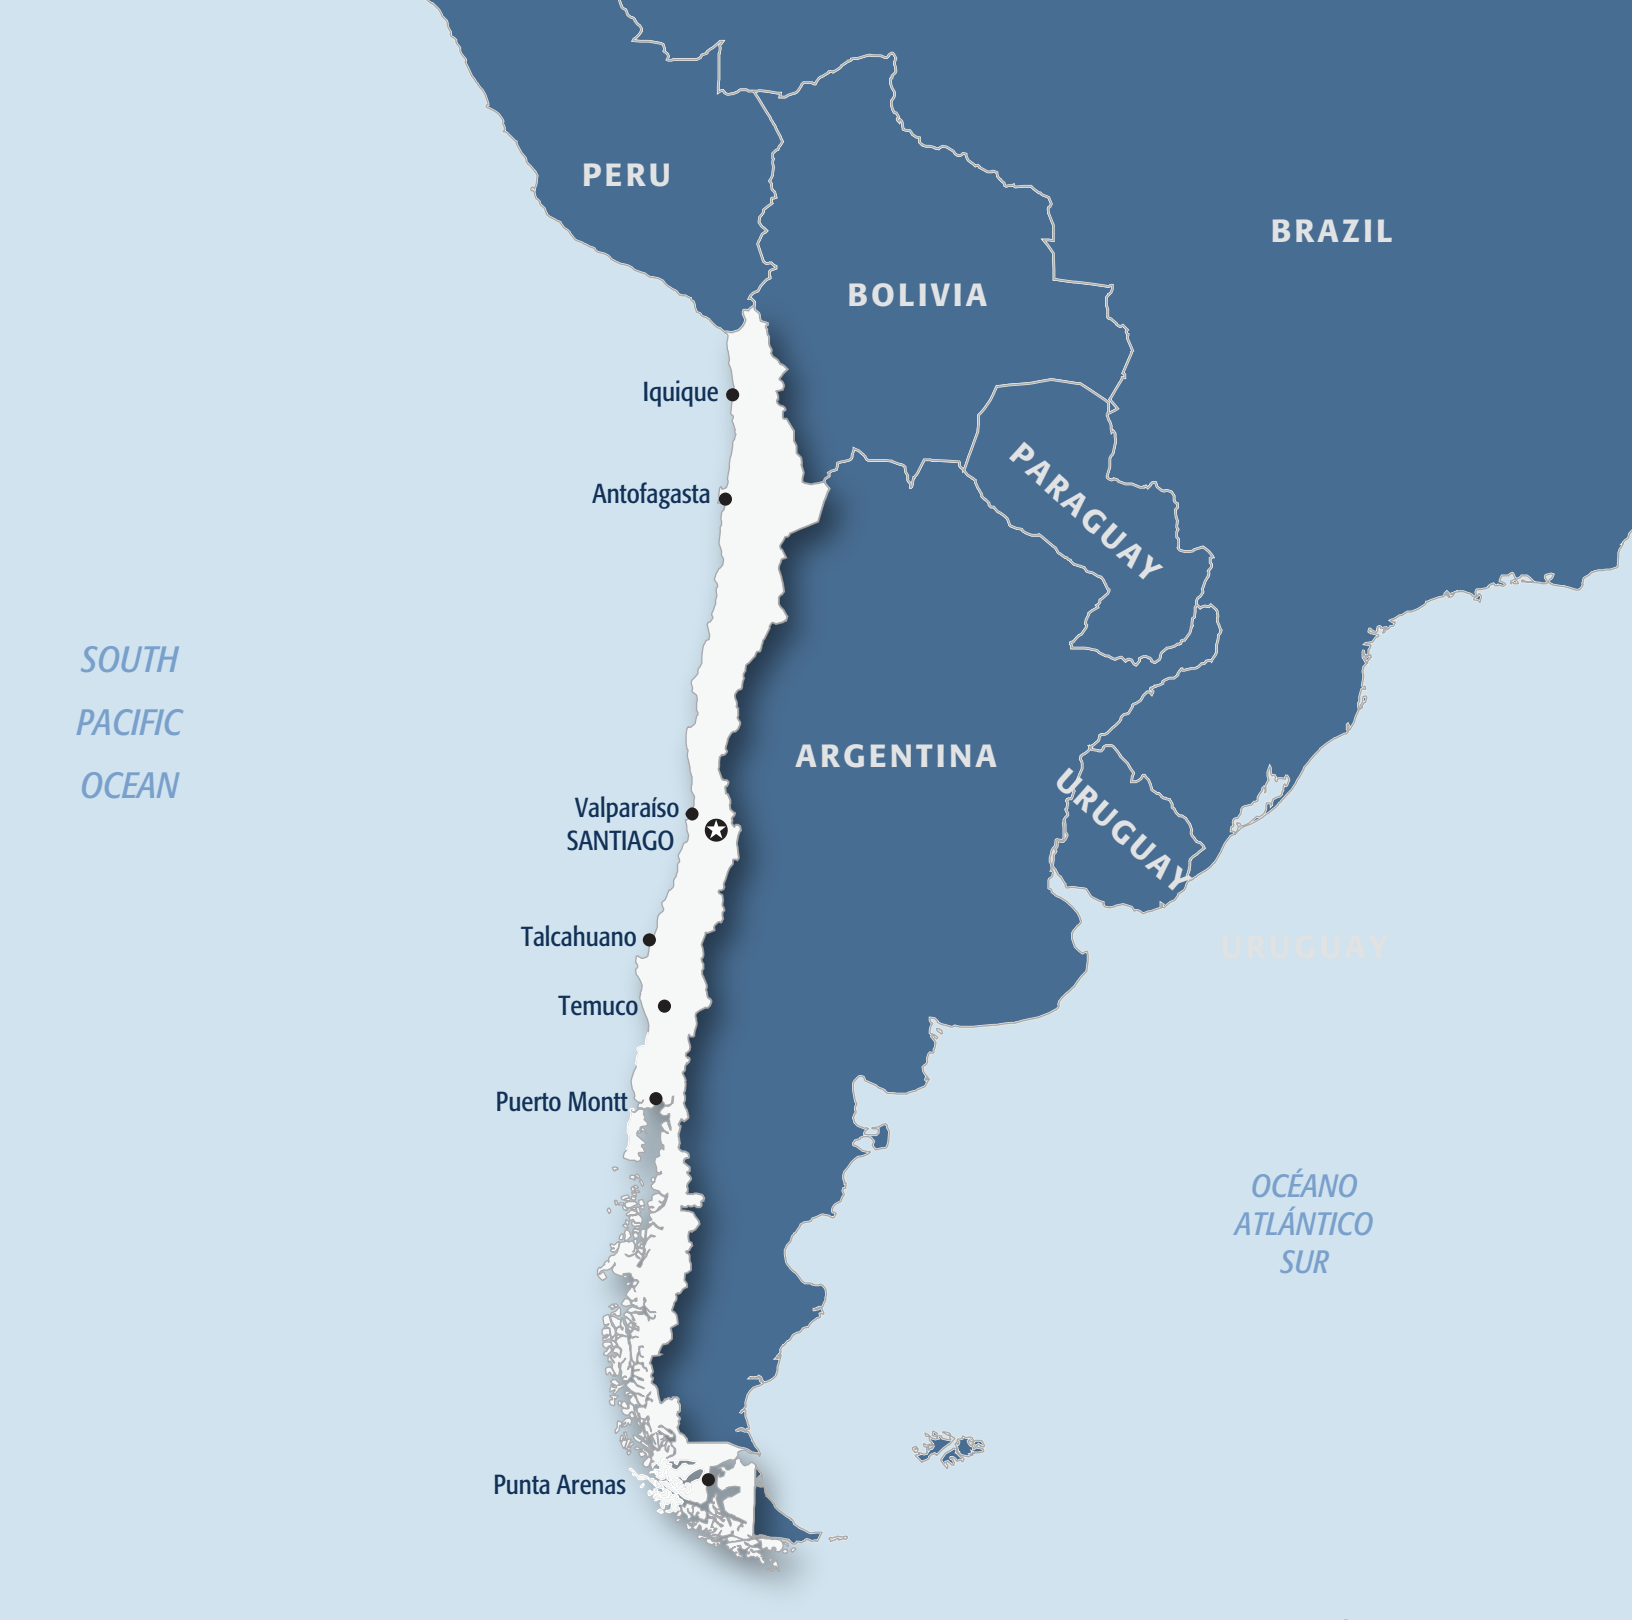 PERU
BRAZIL
BOLIVIA
Iquique
PARAGUAY
Antofagasta
SOUTH
PACIFIC
OCEAN
ARGENTINA
URUGUAY
Valparaíso
SANTIAGO
Talcahuano
URUGUAY
Temuco
Puerto Montt
OCÉANO
ATLÁNTICO
SUR
Punta Arenas